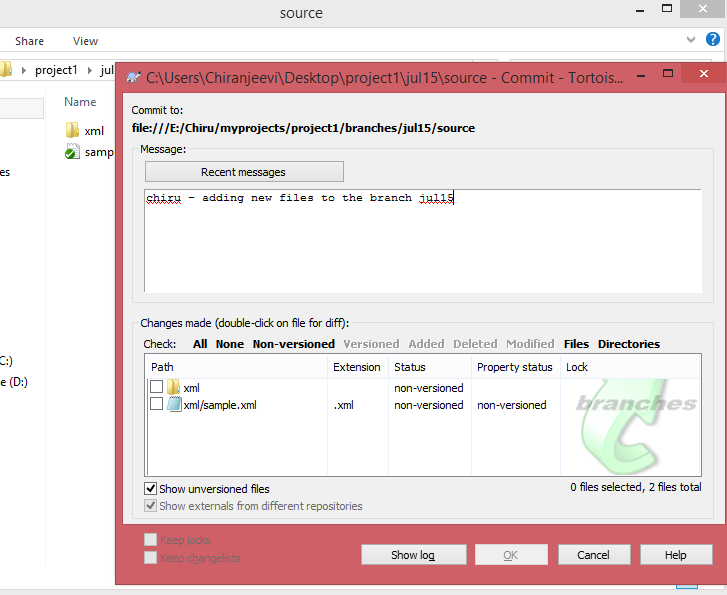 source
Share View
project1 jul
C:\Users\Chiranjeevi\Desktop\project1\jul15\source - Commit - Tortois...
Name
xml
samp
es
C:)
e (D:)
Commit to:
file:///E:/Chiru/myprojects/project1/branches/jul15/source
Message:
Recent messages
chiru - adding new files to the branch jul15
Changes made (double-click on file for diff):
Check: All None Non-versioned Versioned Added Deleted Modified Files Directories
Path Extension Status Property status Lock
xml non-versioned
xml/sample.xml .xml non-versioned non-versioned
branches
Show unversioned files 0 files selected, 2 files total
Show externals from different repositories
Keep locks
Keep changelists
Show log OK Cancel Help